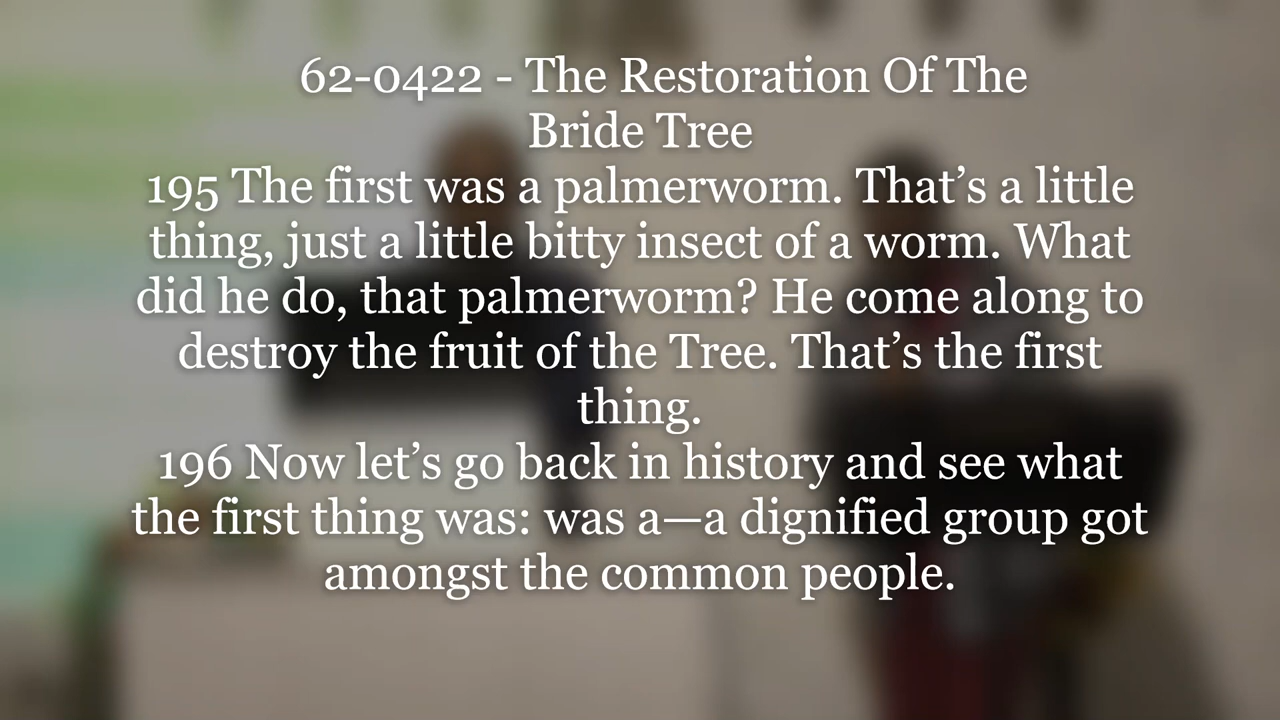 62-0422 - The Restoration Of The
Bride Tree
195 The first was a palmerworm. That’s a little
thing, just a little bitty insect of a worm. What
did he do, that palmerworm? He come along to
destroy the fruit of the Tree. That’s the first
thing.
196 Now let’s go back in history and see what
the first thing was: was a—a dignified group got
amongst the common people.